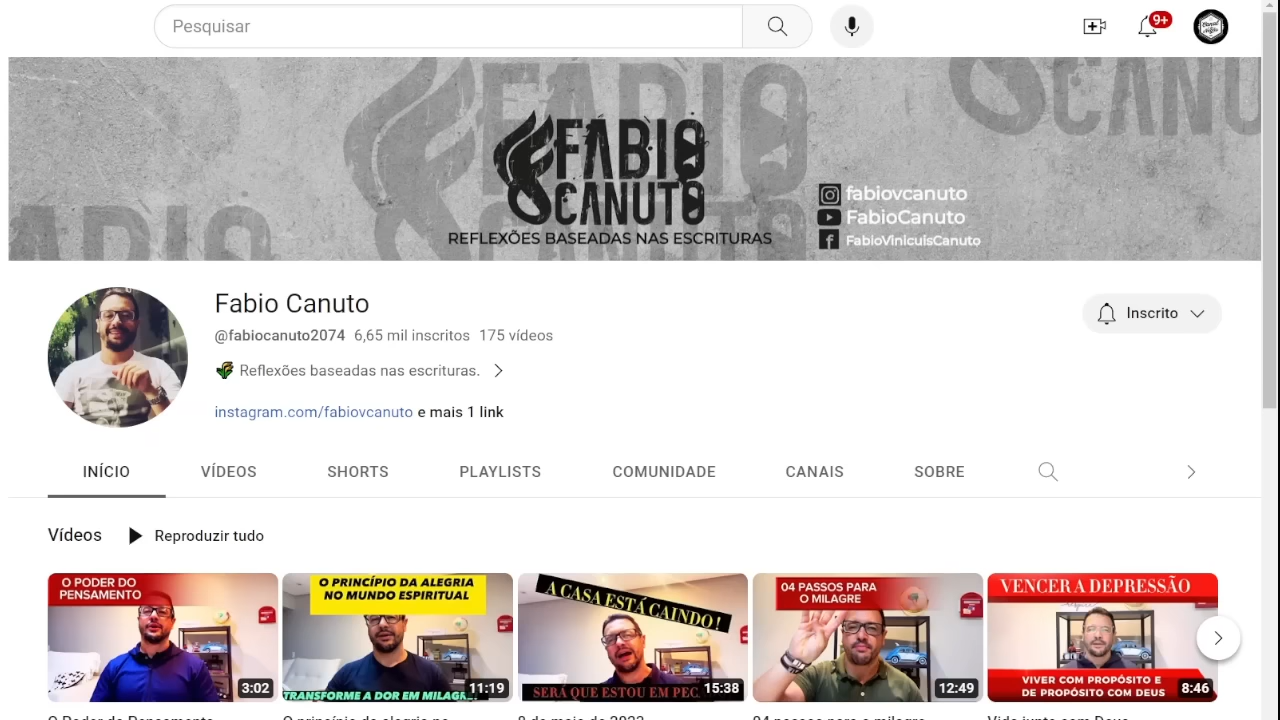 Pesquisar
9+
FABIO
CANUTO
REFLEXÕES BASEADAS NAS ESCRITURAS
fabiovcanuto
FabioCanuto
FabioViniculsCanuto
Fabio Canuto
@fabiocanuto2074 6,65 mil inscritos 175 vídeos
Inscrito
Reflexões baseadas nas escrituras.
instagram.com/fabiovcanuto e mais 1 link
INÍCIO VÍDEOS SHORTS PLAYLISTS COMUNIDADE CANAIS SOBRE
Vídeos Reproduzir tudo
O PODER DO
PENSAMENTO
3:02
O PRINCÍPIO DA ALEGRIA
NO MUNDO ESPIRITUAL
TRANSFORME A DOR EM MILAGR
11:19
A CASA ESTÁ CAINDO!
SERÁ QUE ESTOU EM PEC
15:38
04 PASSOS PARA
O MILAGRE
12:49
VENCER A DEPRESSÃO
VIVER COM PROPÓSITO E
DE PROPÓSITO COM DEUS
8:46